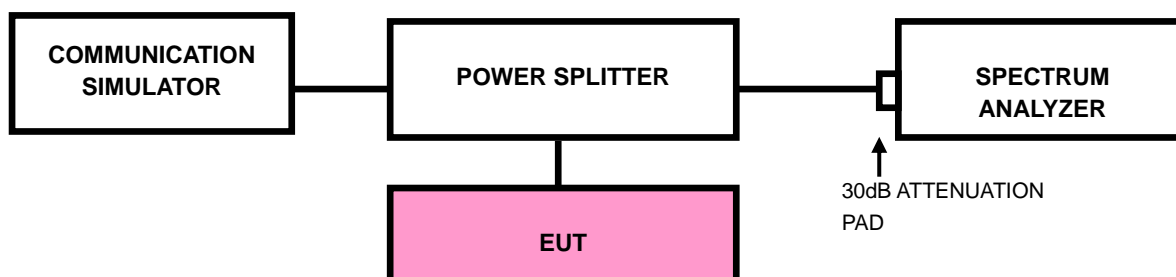 COMMUNICATION
SIMULATOR
POWER SPLITTER
SPECTRUM
ANALYZER
30dB ATTENUATION
PAD
EUT